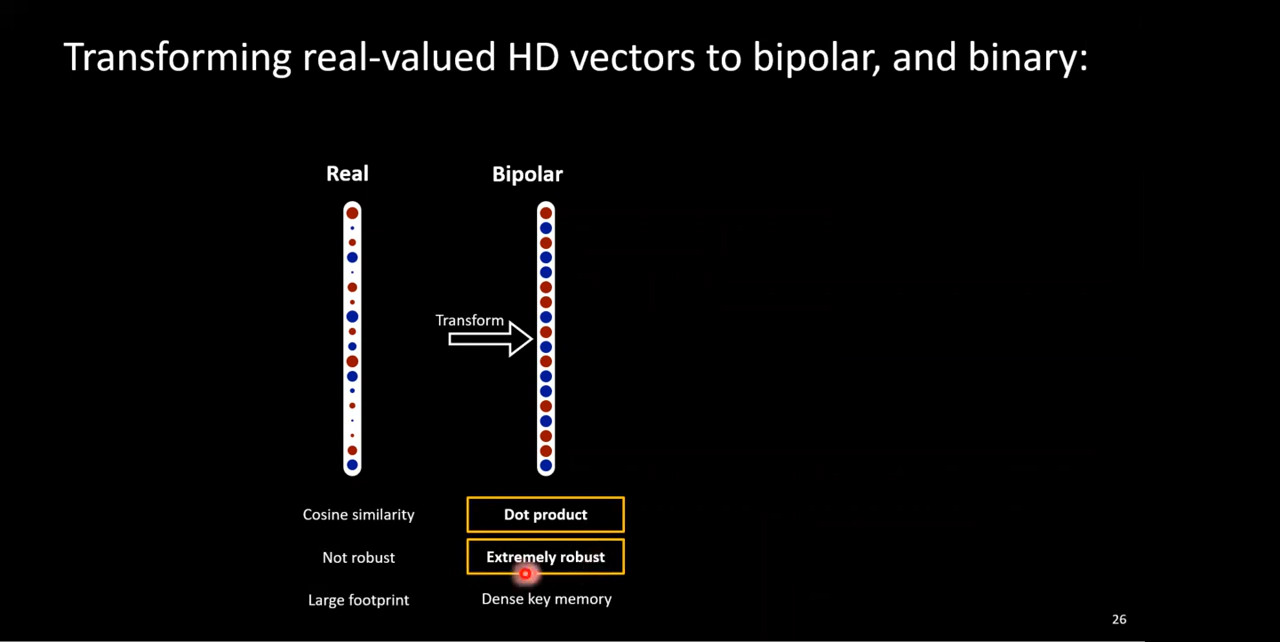 Transforming real-valued HD vectors to bipolar, and binary:
Real
Bipolar
Transform
Cosine similarity
Dot product
Not robust
Extremely robust
Large footprint
Dense key memory
26